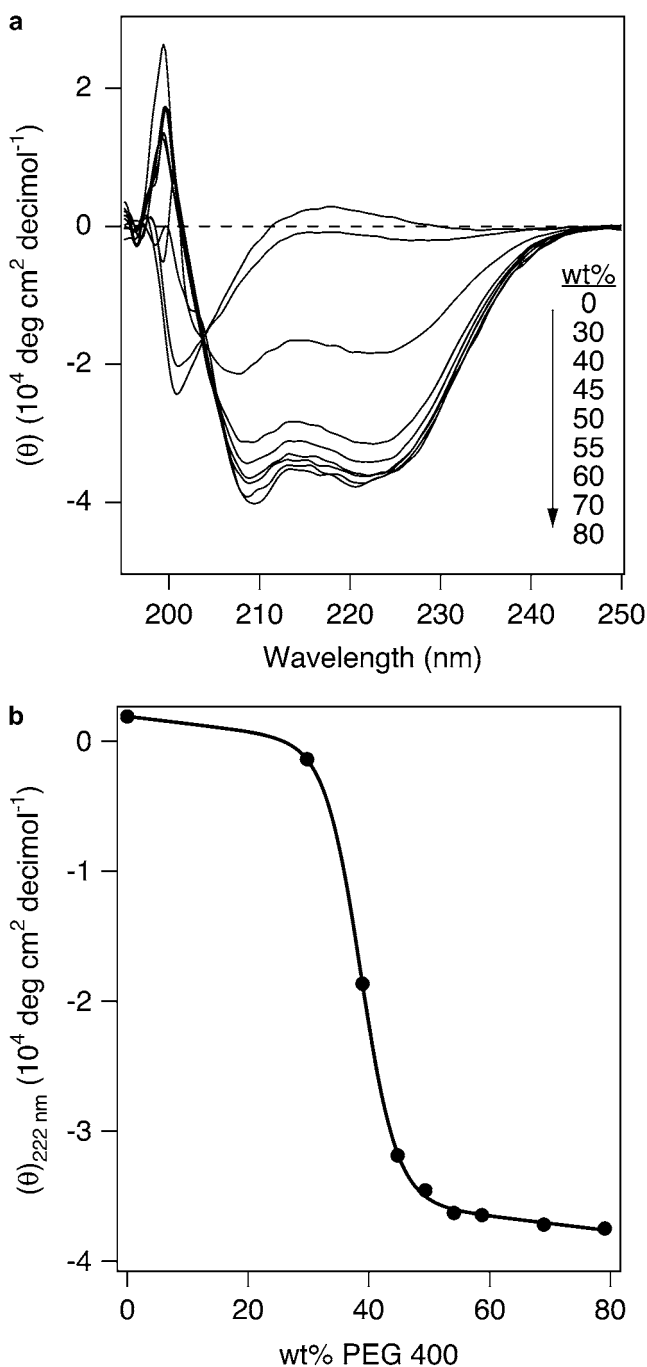 a
(θ) (10⁴ deg cm² decimol⁻¹)
2
0
-2
-4
wt%
0
30
40
45
50
55
60
70
80
200 210 220 230 240 250
Wavelength (nm)
b
(θ)₂₂₂ ₙₘ (10⁴ deg cm² decimol⁻¹)
0
-1
-2
-3
-4
0 20 40 60 80
wt% PEG 400